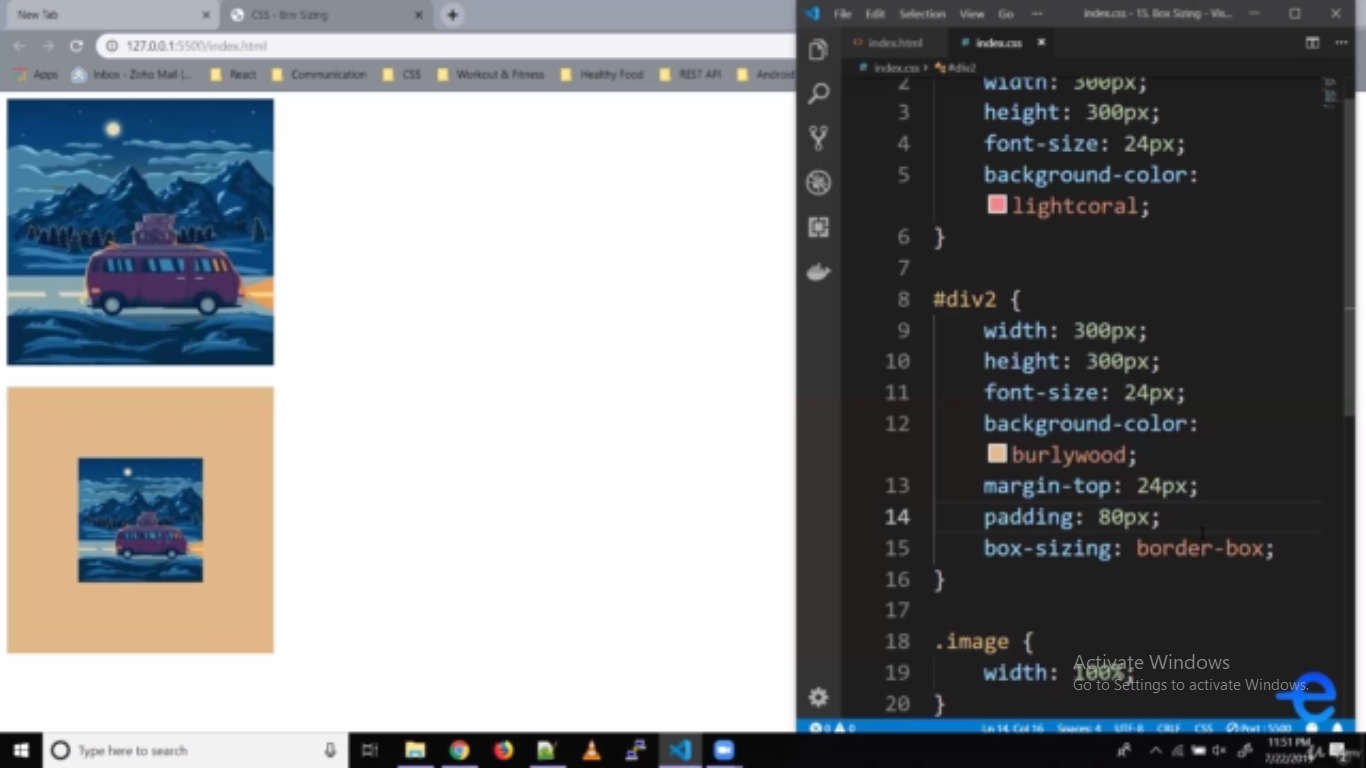 New Tab
CSS - Box Sizing
127.0.0.1:5500/index.html
Apps
Inbox - Zoho Mail (...
React
Communication
CSS
Workout & Fitness
Healthy Food
REST API
Android
File Edit Selection View Go ··· index.css - 15. Box Sizing - Vis...
index.html
index.css
index.css > #div2
2 width: 300px;
3 height: 300px;
4 font-size: 24px;
5 background-color:
lightcoral;
6 }
7
8 #div2 {
9 width: 300px;
10 height: 300px;
11 font-size: 24px;
12 background-color:
burlywood;
13 margin-top: 24px;
14 padding: 80px;
15 box-sizing: border-box;
16 }
17
18 .image {
19 width: 100%;
20 }
Activate Windows
Go to Settings to activate Windows.
0 0 Ln 14, Col 16 Spaces: 4 UTF-8 CRLF CSS Port : 5500
Type here to search
11:51 PM